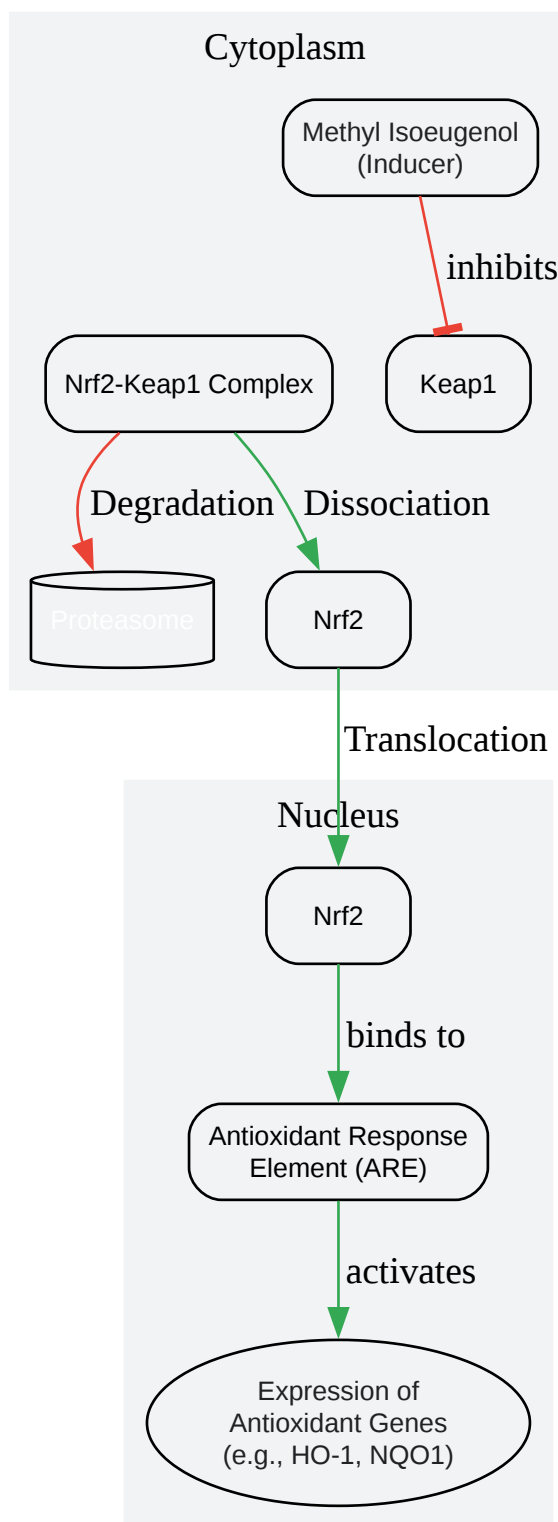 Cytoplasm
Methyl Isoeugenol
(Inducer)
inhibits
Nrf2-Keap1 Complex
Keap1
Degradation
Dissociation
Proteasome
Nrf2
Translocation
Nucleus
Nrf2
binds to
Antioxidant Response
Element (ARE)
activates
Expression of
Antioxidant Genes
(e.g., HO-1, NQO1)